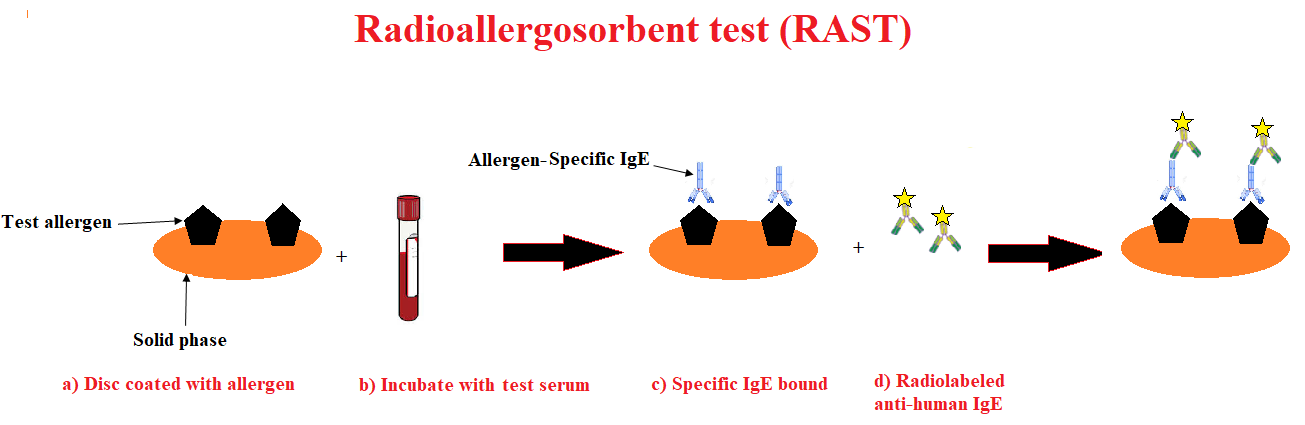 Radioallergosorbent test (RAST)
Allergen-Specific IgE
Test allergen
+
+
Solid phase
a) Disc coated with allergen
b) Incubate with test serum
c) Specific IgE bound
d) Radiolabeled
anti-human IgE